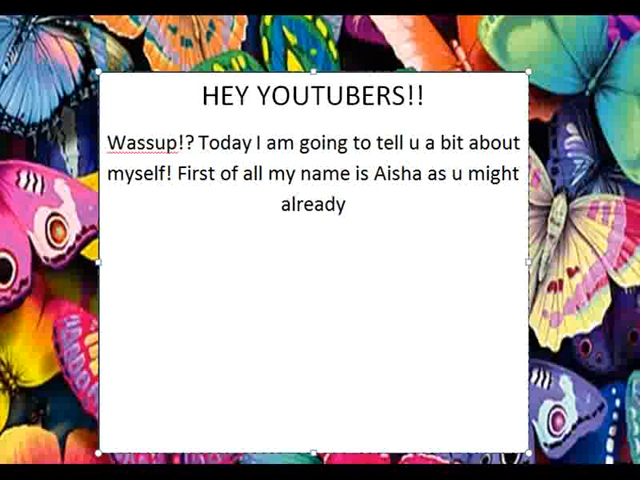 HEY YOUTUBERS!!
Wassup!? Today I am going to tell u a bit about
myself! First of all my name is Aisha as u might
already